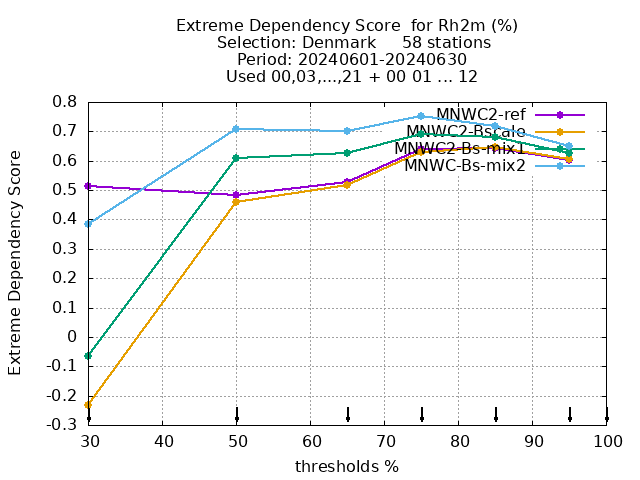 Extreme Dependency Score  for Rh2m (%)
Selection: Denmark     58 stations
Period: 20240601-20240630
Used 00,03,...,21 + 00 01 ... 12
Extreme Dependency Score
0.8
0.7
0.6
0.5
0.4
0.3
0.2
0.1
0
-0.1
-0.2
-0.3
MNWC2-ref
MNWC2-Bs-mix1
MNWC-Bs-mix2
30 40 50 60 70 80 90 100
thresholds %